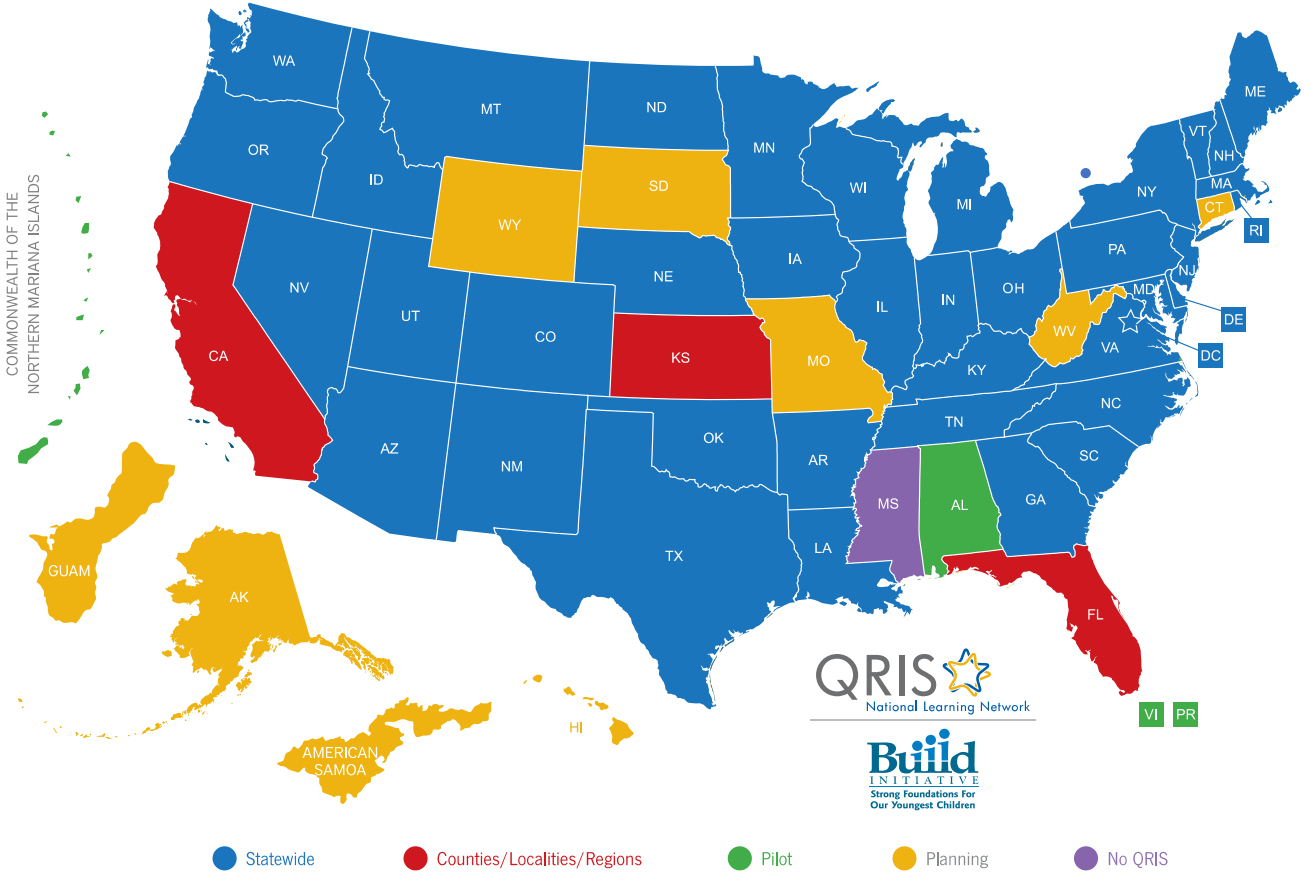 WA
MT
ND
MN
ME
OR
ID
SD
WI
MI
VT
NH
NY
MA
CT
RI
WY
IA
PA
NJ
NV
UT
CO
NE
IL
IN
OH
MD
DE
WV
VA
DC
CA
KS
MO
KY
AZ
NM
OK
AR
TN
NC
SC
MS
AL
GA
TX
LA
FL
VI
PR
COMMONWEALTH OF THE
NORTHERN MARIANA ISLANDS
GUAM
AK
HI
AMERICAN
SAMOA
QRIS
National Learning Network
Build
INITIATIVE
Strong Foundations For
Our Youngest Children
Statewide
Counties/Localities/Regions
Pilot
Planning
No QRIS